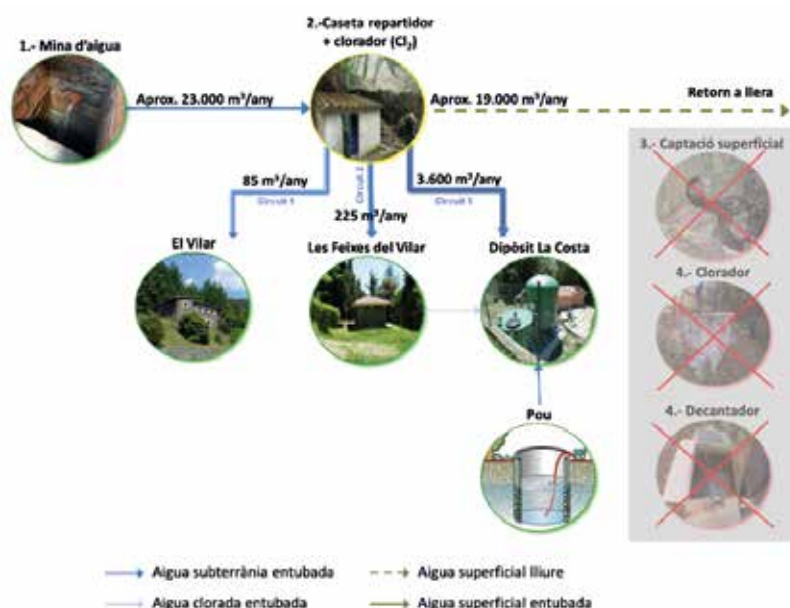 1.- Mina d'aigua
2.-Caseta repartidor
+ clorador (Cl₂)
Aprox. 23.000 m³/any
Aprox. 19.000 m³/any
Retorn a llera
3.- Captació superficial
85 m³/any
Circuit 1
Circuit 2
225 m³/any
3.600 m³/any
El Vilar
Les Feixes del Vilar
Dipòsit La Costa
4.- Clorador
Pou
4.- Decantador
Aigua subterrània entubada
Aigua superficial lliure
Aigua clorada entubada
Aigua superficial entubada